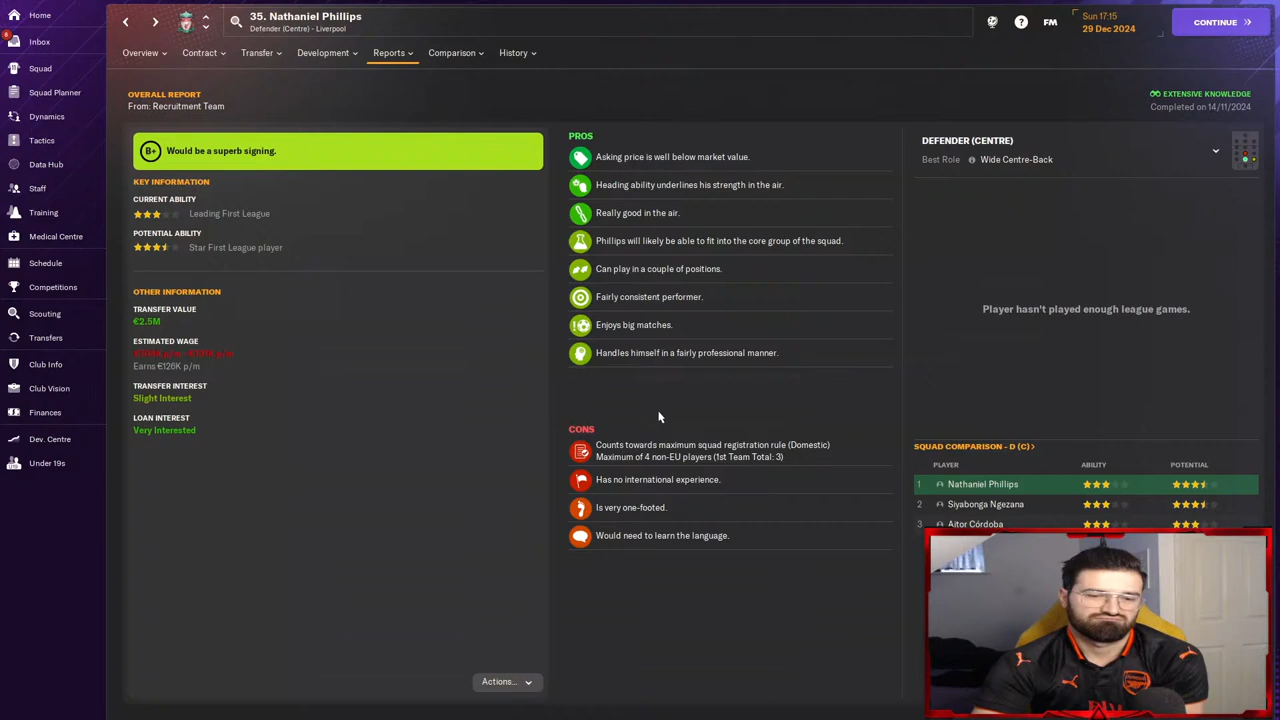 Home
6
Inbox
Squad
Squad Planner
Dynamics
Tactics
Data Hub
Staff
Training
Medical Centre
Schedule
Competitions
Scouting
Transfers
Club Info
Club Vision
Finances
Dev. Centre
Under 19s
35. Nathaniel Phillips
Defender (Centre) - Liverpool
FM
Sun 17:15
29 Dec 2024
CONTINUE
Overview
Contract
Transfer
Development
Reports
Comparison
History
OVERALL REPORT
From: Recruitment Team
EXTENSIVE KNOWLEDGE
Completed on 14/11/2024
B+ Would be a superb signing.
KEY INFORMATION
CURRENT ABILITY
Leading First League
POTENTIAL ABILITY
Star First League player
OTHER INFORMATION
TRANSFER VALUE
€2.5M
ESTIMATED WAGE
Earns €126K p/m
TRANSFER INTEREST
Slight Interest
LOAN INTEREST
Very Interested
Actions...
PROS
Asking price is well below market value.
Heading ability underlines his strength in the air.
Really good in the air.
Phillips will likely be able to fit into the core group of the squad.
Can play in a couple of positions.
Fairly consistent performer.
Enjoys big matches.
Handles himself in a fairly professional manner.
CONS
Counts towards maximum squad registration rule (Domestic)
Maximum of 4 non-EU players (1st Team Total: 3)
Has no international experience.
Is very one-footed.
Would need to learn the language.
DEFENDER (CENTRE)
Best Role Wide Centre-Back
Player hasn't played enough league games.
SQUAD COMPARISON - D (C) >
PLAYER ABILITY POTENTIAL
1 Nathaniel Phillips
2 Siyabonga Ngezana
3 Aitor Córdoba